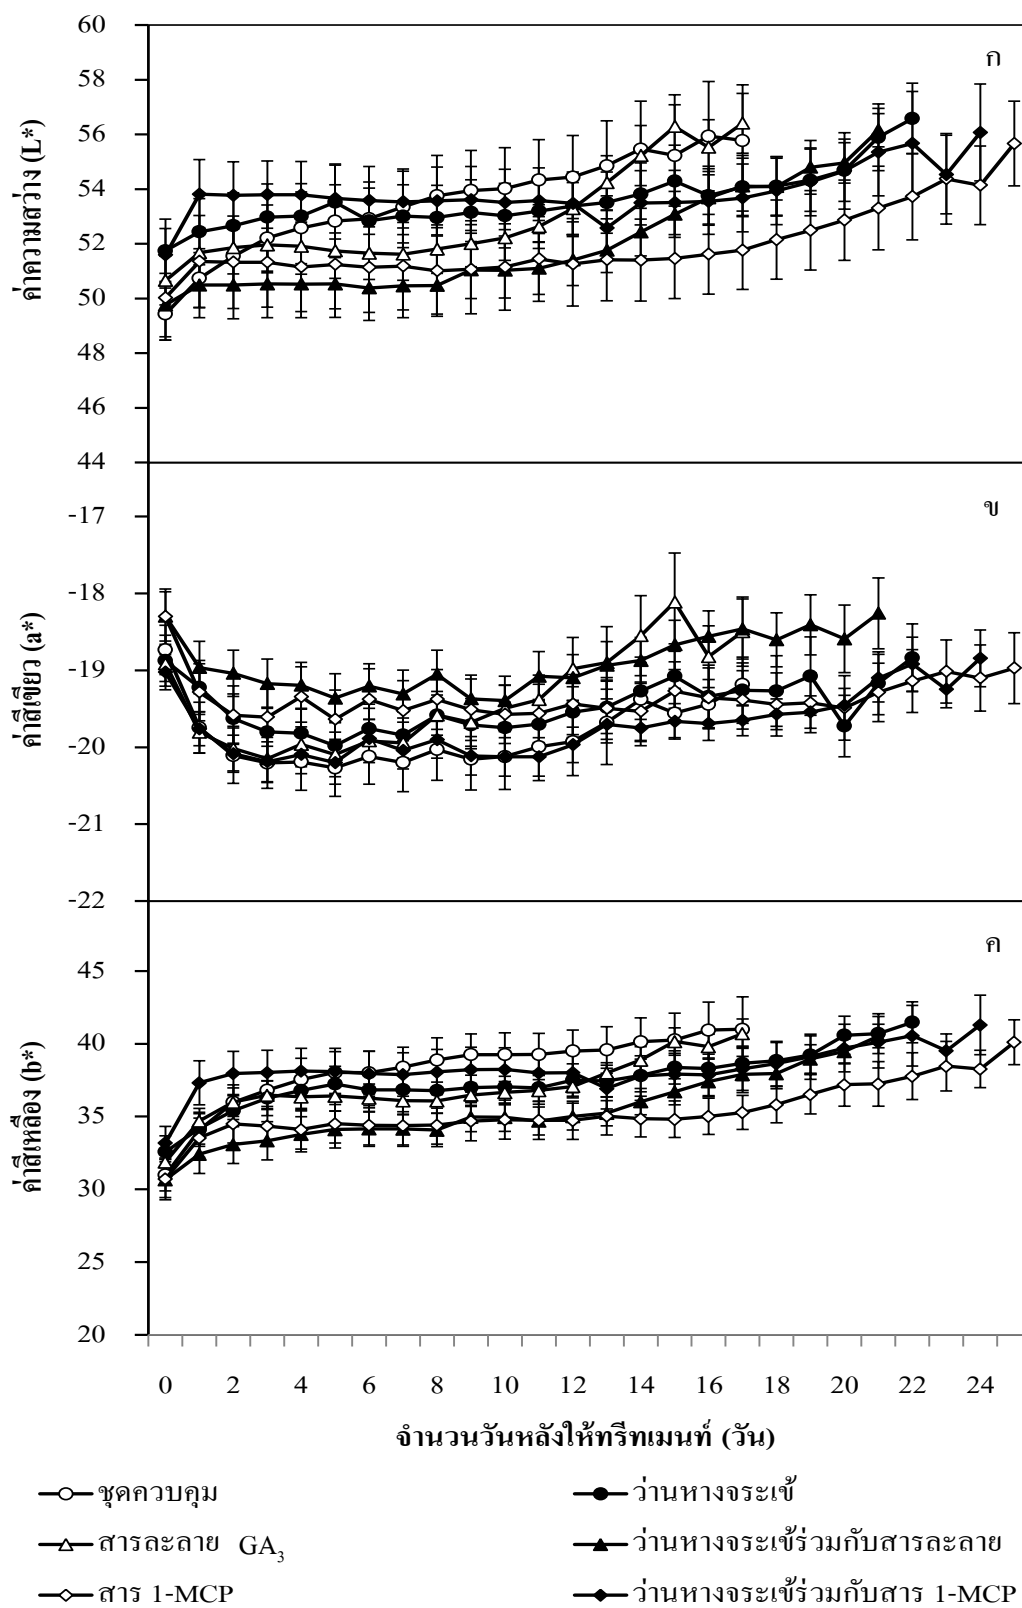 60
58
56
54
52
50
48
46
44
ค่าความสว่าง (L*)
ก
-17
-18
-19
-20
-21
-22
ค่าสีเขียว (a*)
ข
45
40
35
30
25
20
ค่าสีเหลือง (b*)
ค
0 2 4 6 8 10 12 14 16 18 20 22 24
จำนวนวันหลังให้ทรีทเมนท์ (วัน)
ชุดควบคุม ว่านหางจระเข้
สารละลาย GA3 ว่านหางจระเข้ร่วมกับสารละลาย
สาร 1-MCP ว่านหางจระเข้ร่วมกับสาร 1-MCP